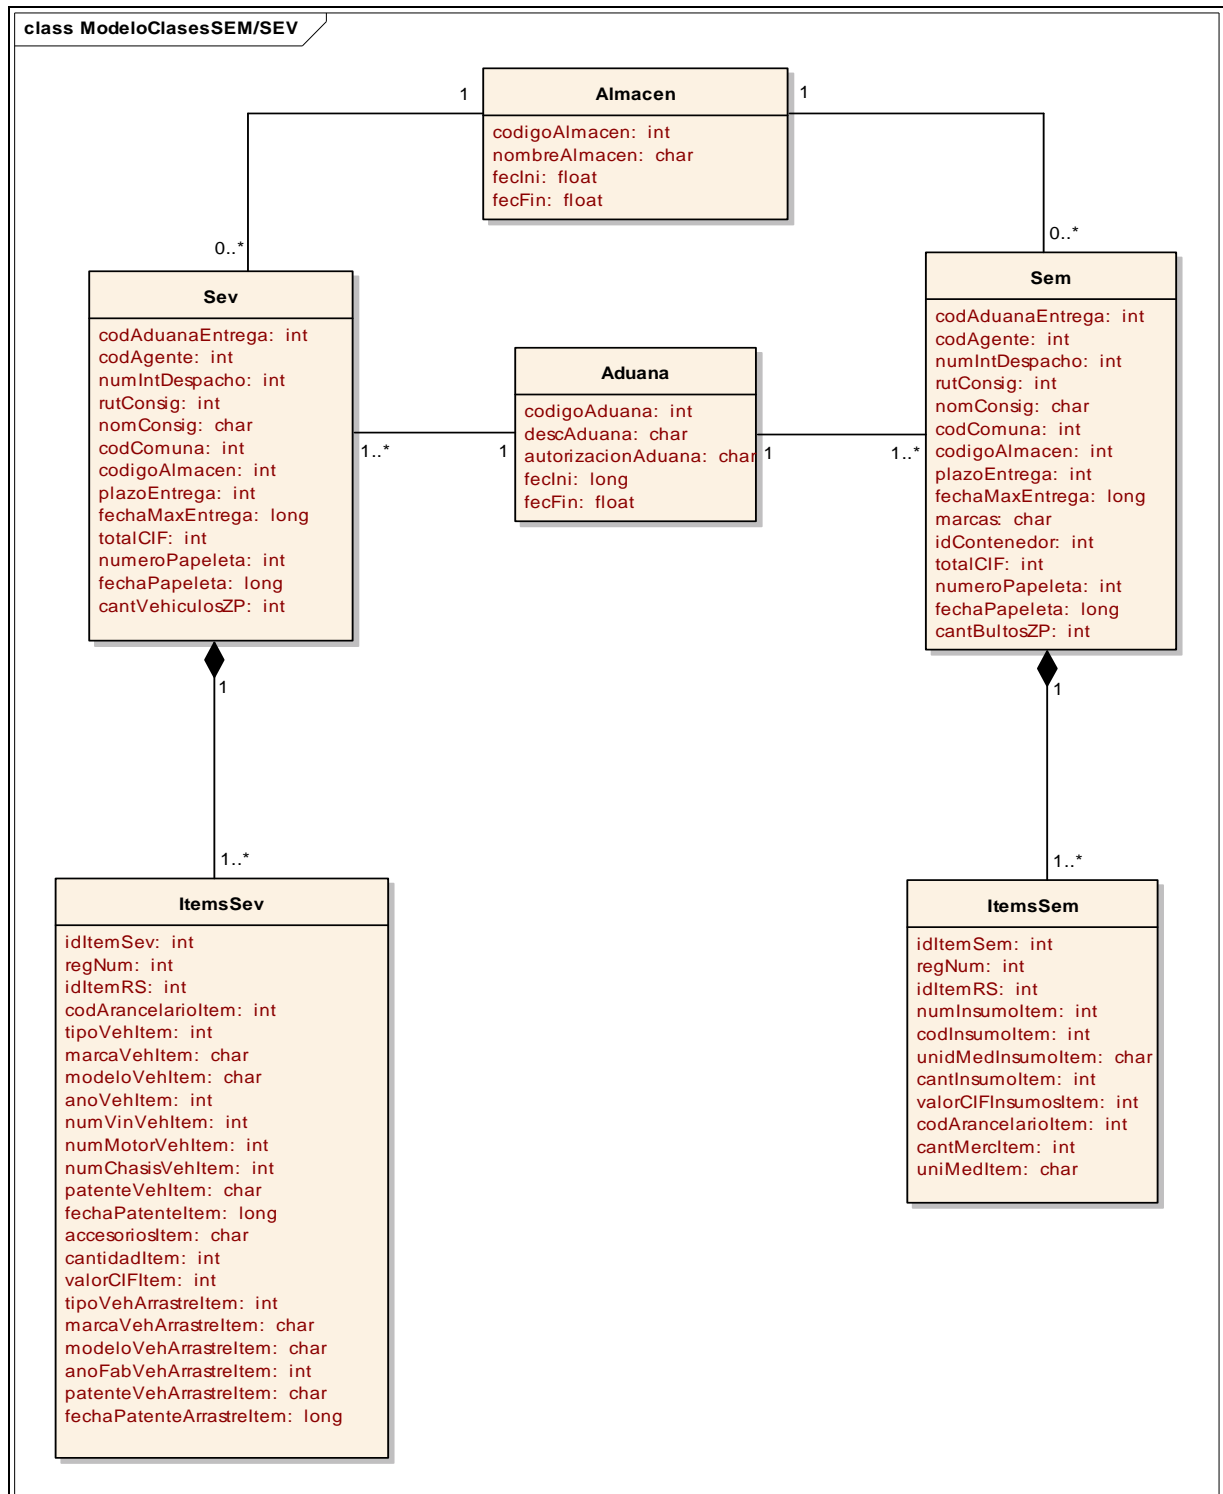 class ModeloClasesSEM/SEV
1
Almacen
1
codigoAlmacen: int
nombreAlmacen: char
fecIni: float
fecFin: float
0..*
0..*
Sev
codAduanaEntrega: int
codAgente: int
numIntDespacho: int
rutConsig: int
nomConsig: char
codComuna: int
codigoAlmacen: int
plazoEntrega: int
fechaMaxEntrega: long
totalCIF: int
numeroPapeleta: int
fechaPapeleta: long
cantVehiculosZP: int
1..*
1
Aduana
codigoAduana: int
descAduana: char
autorizacionAduana: char
fecIni: long
fecFin: float
1
1..*
Sem
codAduanaEntrega: int
codAgente: int
numIntDespacho: int
rutConsig: int
nomConsig: char
codComuna: int
codigoAlmacen: int
plazoEntrega: int
fechaMaxEntrega: long
marcas: char
idContenedor: int
totalCIF: int
numeroPapeleta: int
fechaPapeleta: long
cantBultosZP: int
1
1
1..*
1..*
ItemsSev
idItemSev: int
regNum: int
idItemRS: int
codArancelarioItem: int
tipoVehItem: int
marcaVehItem: char
modeloVehItem: char
anoVehItem: int
numVinVehItem: int
numMotorVehItem: int
numChasisVehItem: int
patenteVehItem: char
fechaPatenteItem: long
accesoriosItem: char
cantidadItem: int
valorCIFItem: int
tipoVehArrastreItem: int
marcaVehArrastreItem: char
modeloVehArrastreItem: char
anoFabVehArrastreItem: int
patenteVehArrastreItem: char
fechaPatenteArrastreItem: long
ItemsSem
idItemSem: int
regNum: int
idItemRS: int
numInsumoItem: int
codInsumoItem: int
unidMedInsumoItem: char
cantInsumoItem: int
valorCIFInsumosItem: int
codArancelarioItem: int
cantMercItem: int
uniMedItem: char